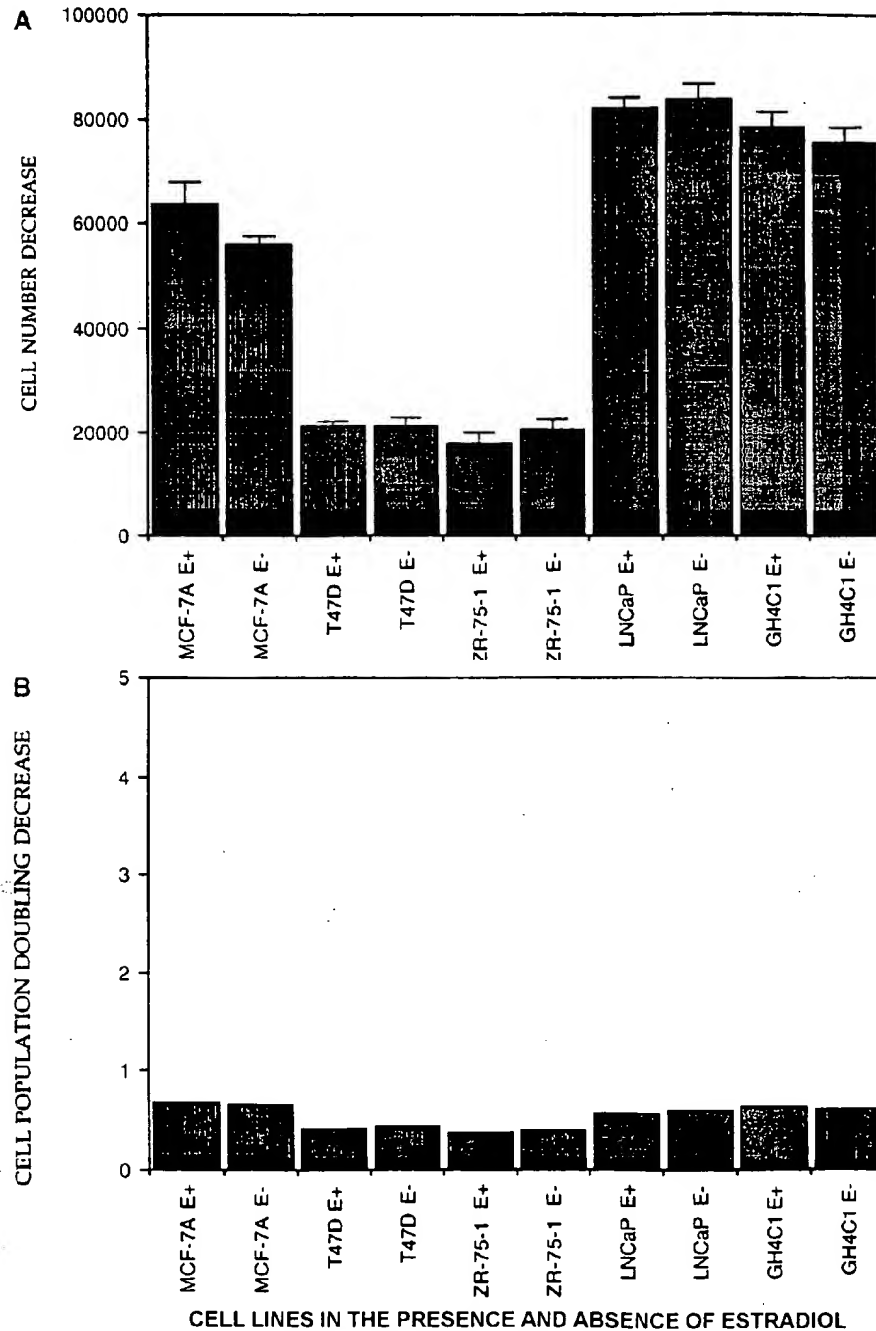 A
CELL NUMBER DECREASE
100000
80000
60000
40000
20000
0
MCF-7A E+
MCF-7A E-
T47D E+
T47D E-
ZR-75-1 E+
ZR-75-1 E-
LNCaP E+
LNCaP E-
GH4C1 E+
GH4C1 E-
B
CELL POPULATION DOUBLING DECREASE
5
4
3
2
1
0
MCF-7A E+
MCF-7A E-
T47D E+
T47D E-
ZR-75-1 E+
ZR-75-1 E-
LNCaP E+
LNCaP E-
GH4C1 E+
GH4C1 E-
CELL LINES IN THE PRESENCE AND ABSENCE OF ESTRADIOL